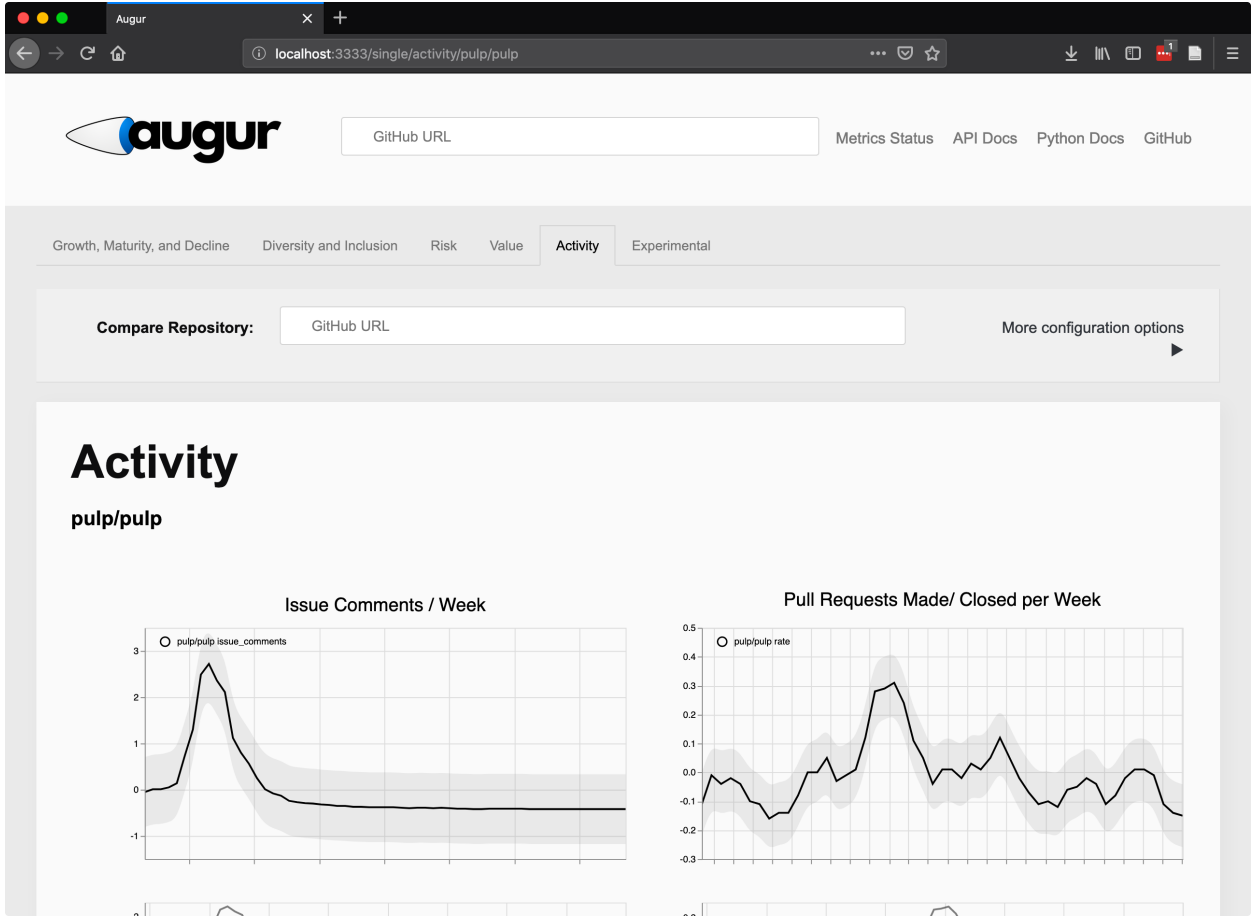 Augur
localhost:3333/single/activity/pulp/pulp
1
augur
GitHub URL
Metrics Status
API Docs
Python Docs
GitHub
Growth, Maturity, and Decline
Diversity and Inclusion
Risk
Value
Activity
Experimental
Compare Repository:
GitHub URL
More configuration options
Activity
pulp/pulp
Issue Comments / Week
pulp/pulp issue_comments
3
2
1
0
-1
Pull Requests Made/ Closed per Week
pulp/pulp rate
0.5
0.4
0.3
0.2
0.1
0.0
-0.1
-0.2
-0.3